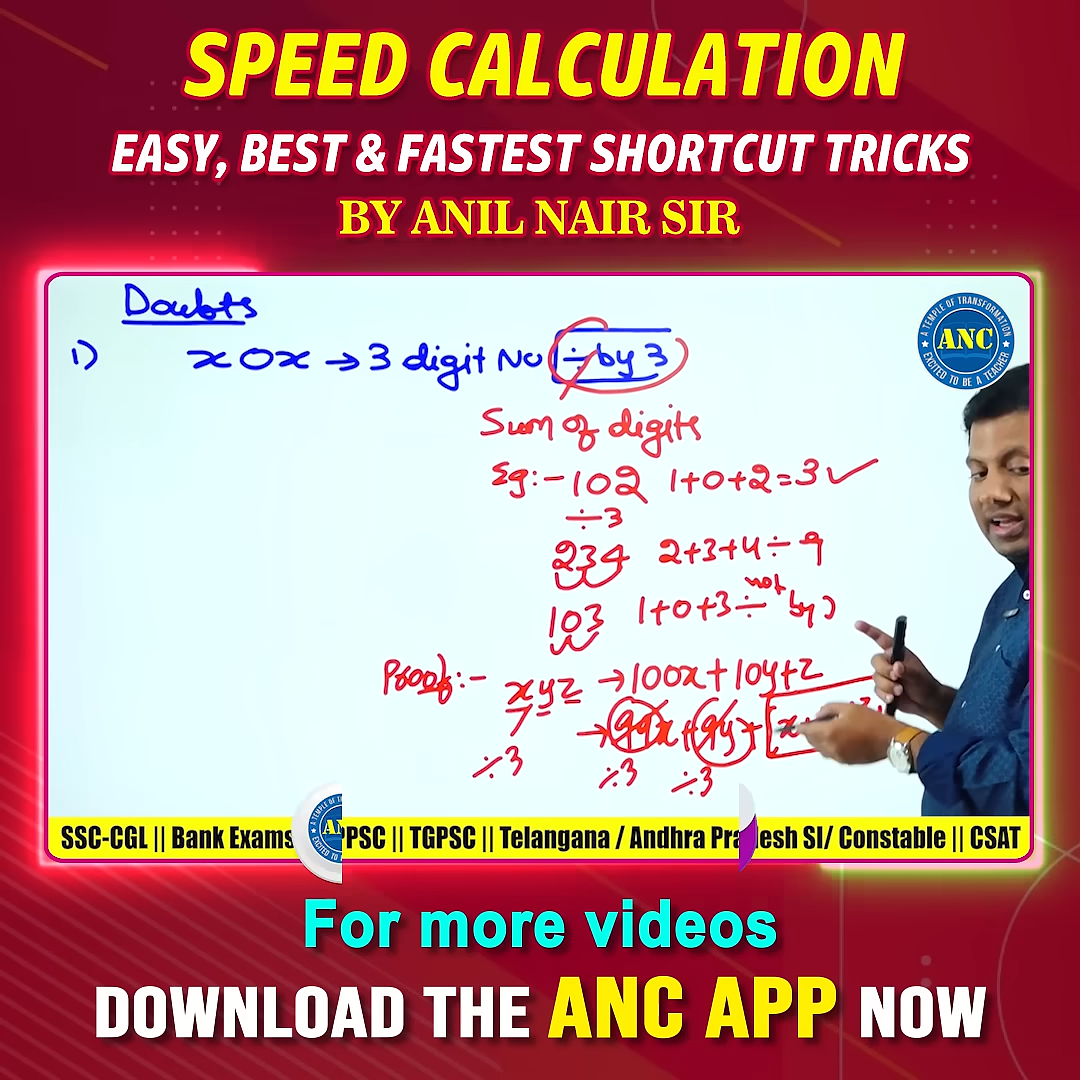 SPEED CALCULATION
EASY, BEST & FASTEST SHORTCUT TRICKS
BY ANIL NAIR SIR
Doubts
A TEMPLE OF TRANSFORMATION
ANC
EXCITED TO BE A TEACHER
1) x0x → 3 digit No ÷ by 3
Sum of digits
Eg:- 102 1+0+2=3 ✓
÷3
234 2+3+4 ÷ 9
103 1+0+3 ÷ not by
Proof:- xyz → 100x + 10y + z
→ 99x + 9y + [x+
÷3 ÷3 ÷3
SSC-CGL || Bank Exams PSC || TGPSC || Telangana / Andhra Pra esh SI/ Constable || CSAT
For more videos
DOWNLOAD THE ANC APP NOW